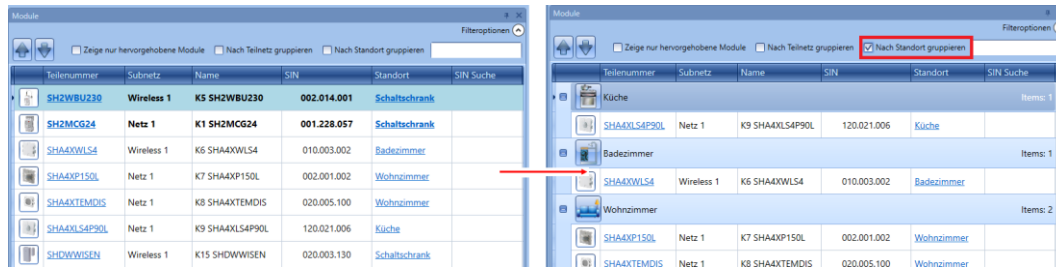 Module
Filteroptionen
Zeige nur hervorgehobene Module Nach Teilnetz gruppieren Nach Standort gruppieren
Teilenummer Subnetz Name SIN Standort SIN Suche
SH2WBU230 Wireless 1 K5 SH2WBU230 002.014.001 Schaltschrank
SH2MCG24 Netz 1 K1 SH2MCG24 001.228.057 Schaltschrank
SHA4XWLS4 Wireless 1 K6 SHA4XWLS4 010.003.002 Badezimmer
SHA4XP150L Netz 1 K7 SHA4XP150L 002.001.002 Wohnzimmer
SHA4XTEMDIS Netz 1 K8 SHA4XTEMDIS 020.005.100 Wohnzimmer
SHA4XLS4P90L Netz 1 K9 SHA4XLS4P90L 120.021.006 Küche
SHDWWISEN Wireless 1 K15 SHDWWISEN 020.003.130 Schaltschrank
Module
Filteroptionen
Zeige nur hervorgehobene Module Nach Teilnetz gruppieren Nach Standort gruppieren
Teilenummer Subnetz Name SIN Standort SIN Suche
Küche Items: 1
SHA4XLS4P90L Netz 1 K9 SHA4XLS4P90L 120.021.006 Küche
Badezimmer Items: 1
SHA4XWLS4 Wireless 1 K6 SHA4XWLS4 010.003.002 Badezimmer
Wohnzimmer Items: 2
SHA4XP150L Netz 1 K7 SHA4XP150L 002.001.002 Wohnzimmer
SHA4XTEMDIS Netz 1 K8 SHA4XTEMDIS 020.005.100 Wohnzimmer